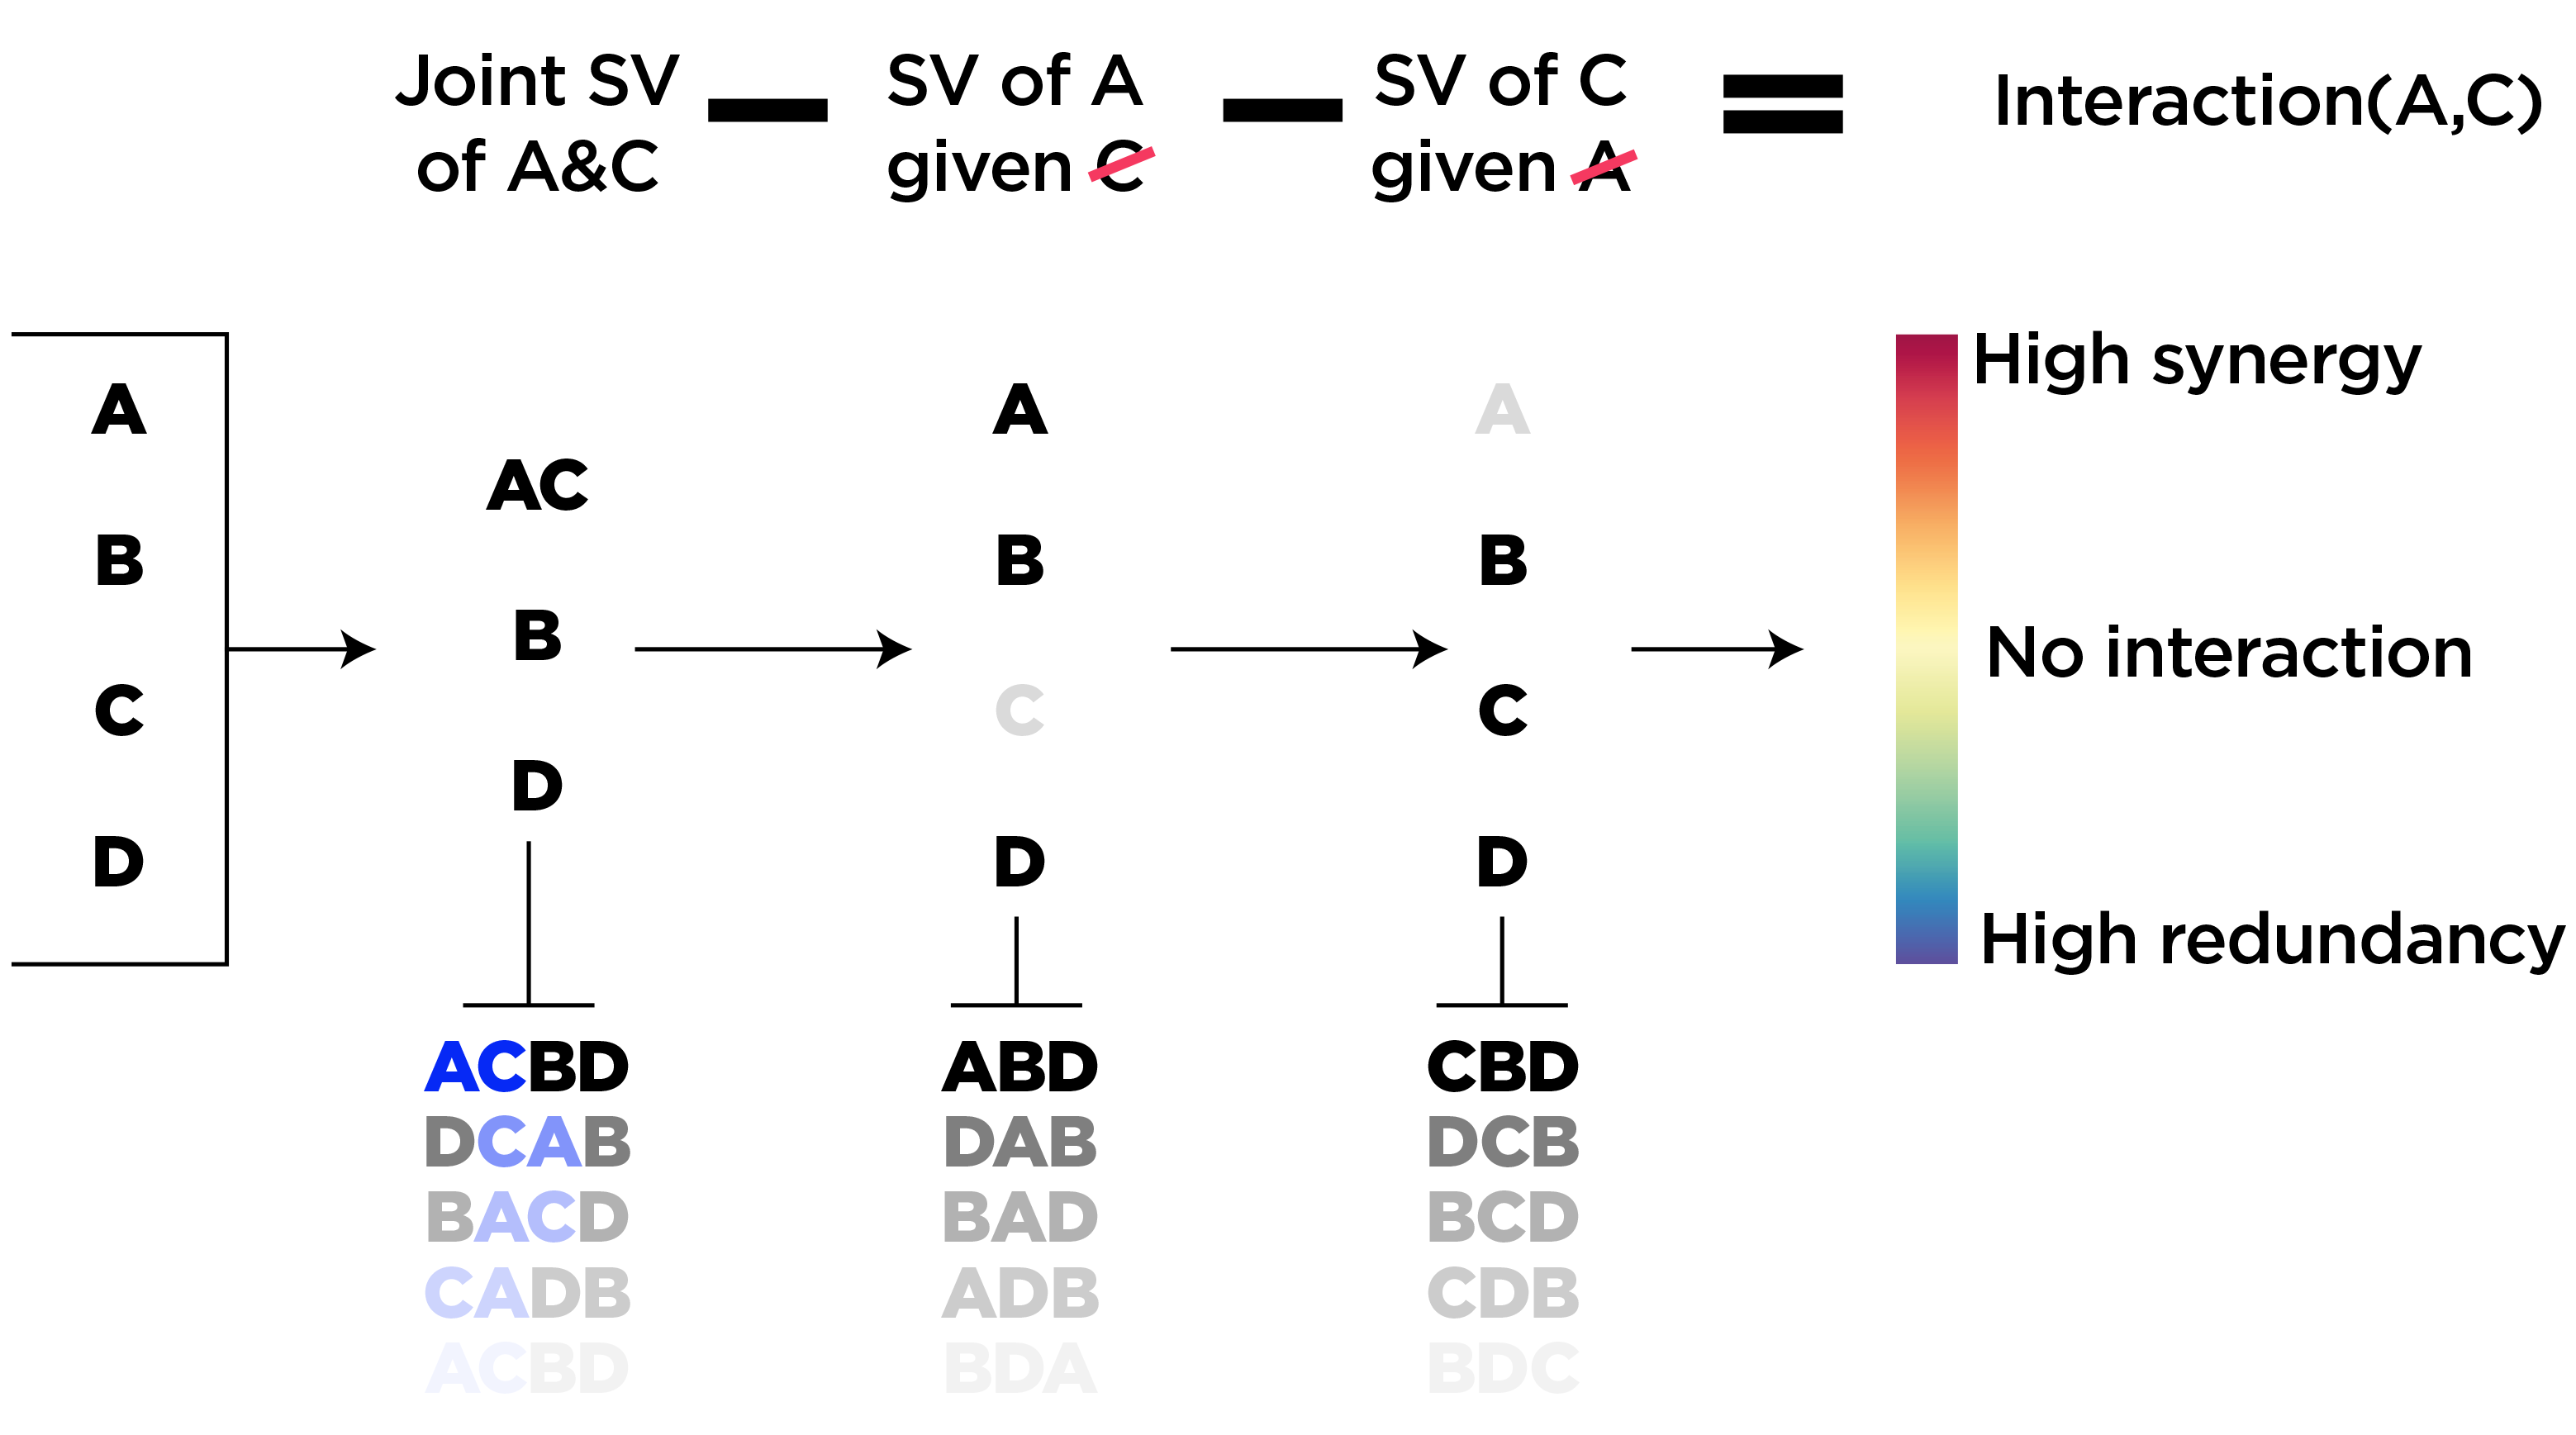 Joint SV
of A&C
SV of A
given C
SV of C
given A
Interaction(A,C)
A
B
C
D
AC
B
D
A
B
C
D
A
B
C
D
High synergy
No interaction
High redundancy
ACBD
DCAB
BACD
CADB
ACBD
ABD
DAB
BAD
ADB
BDA
CBD
DCB
BCD
CDB
BDC